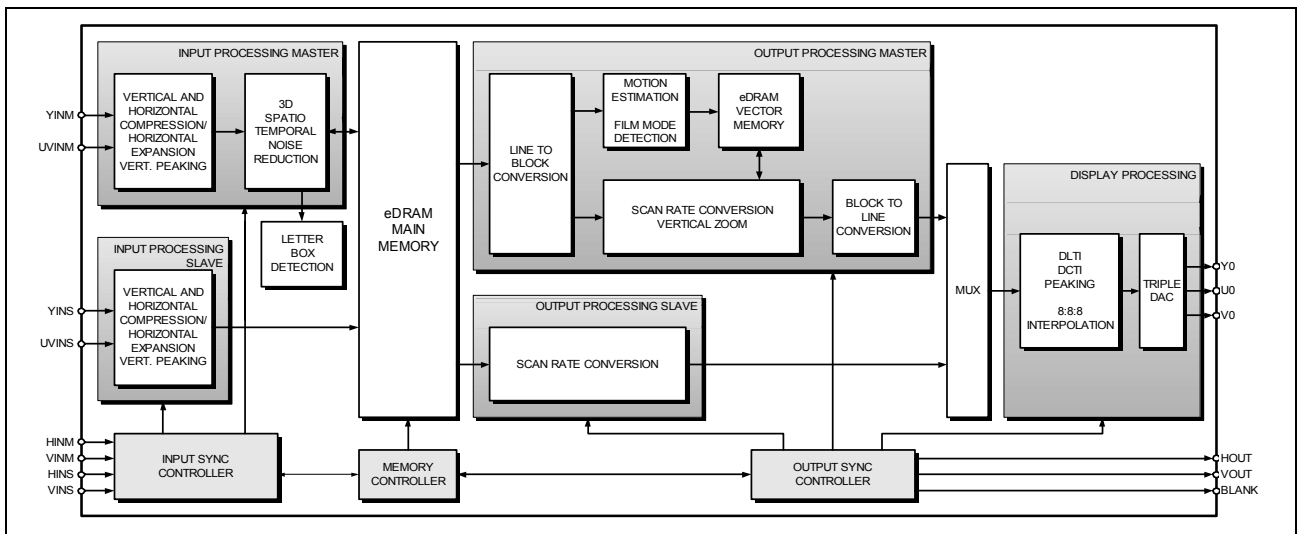 INPUT PROCESSING MASTER
YINM
UVINM
VERTICAL AND
HORIZONTAL
COMPRESSION/
HORIZONTAL
EXPANSION
VERT. PEAKING
3D
SPATIO
TEMPORAL
NOISE
REDUCTION
LETTER
BOX
DETECTION
INPUT PROCESSING
SLAVE
YINS
UVINS
VERTICAL AND
HORIZONTAL
COMPRESSION/
HORIZONTAL
EXPANSION
VERT. PEAKING
HINM
VINM
HINS
VINS
INPUT SYNC
CONTROLLER
eDRAM
MAIN
MEMORY
MEMORY
CONTROLLER
OUTPUT PROCESSING MASTER
LINE TO
BLOCK
CONVERSION
MOTION
ESTIMATION
FILM MODE
DETECTION
eDRAM
VECTOR
MEMORY
SCAN RATE CONVERSION
VERTICAL ZOOM
BLOCK TO
LINE
CONVERSION
OUTPUT PROCESSING SLAVE
SCAN RATE CONVERSION
OUTPUT SYNC
CONTROLLER
MUX
DISPLAY PROCESSING
DLTI
DCTI
PEAKING
8:8:8
INTERPOLATION
TRIPLE
DAC
Y0
U0
V0
HOUT
VOUT
BLANK